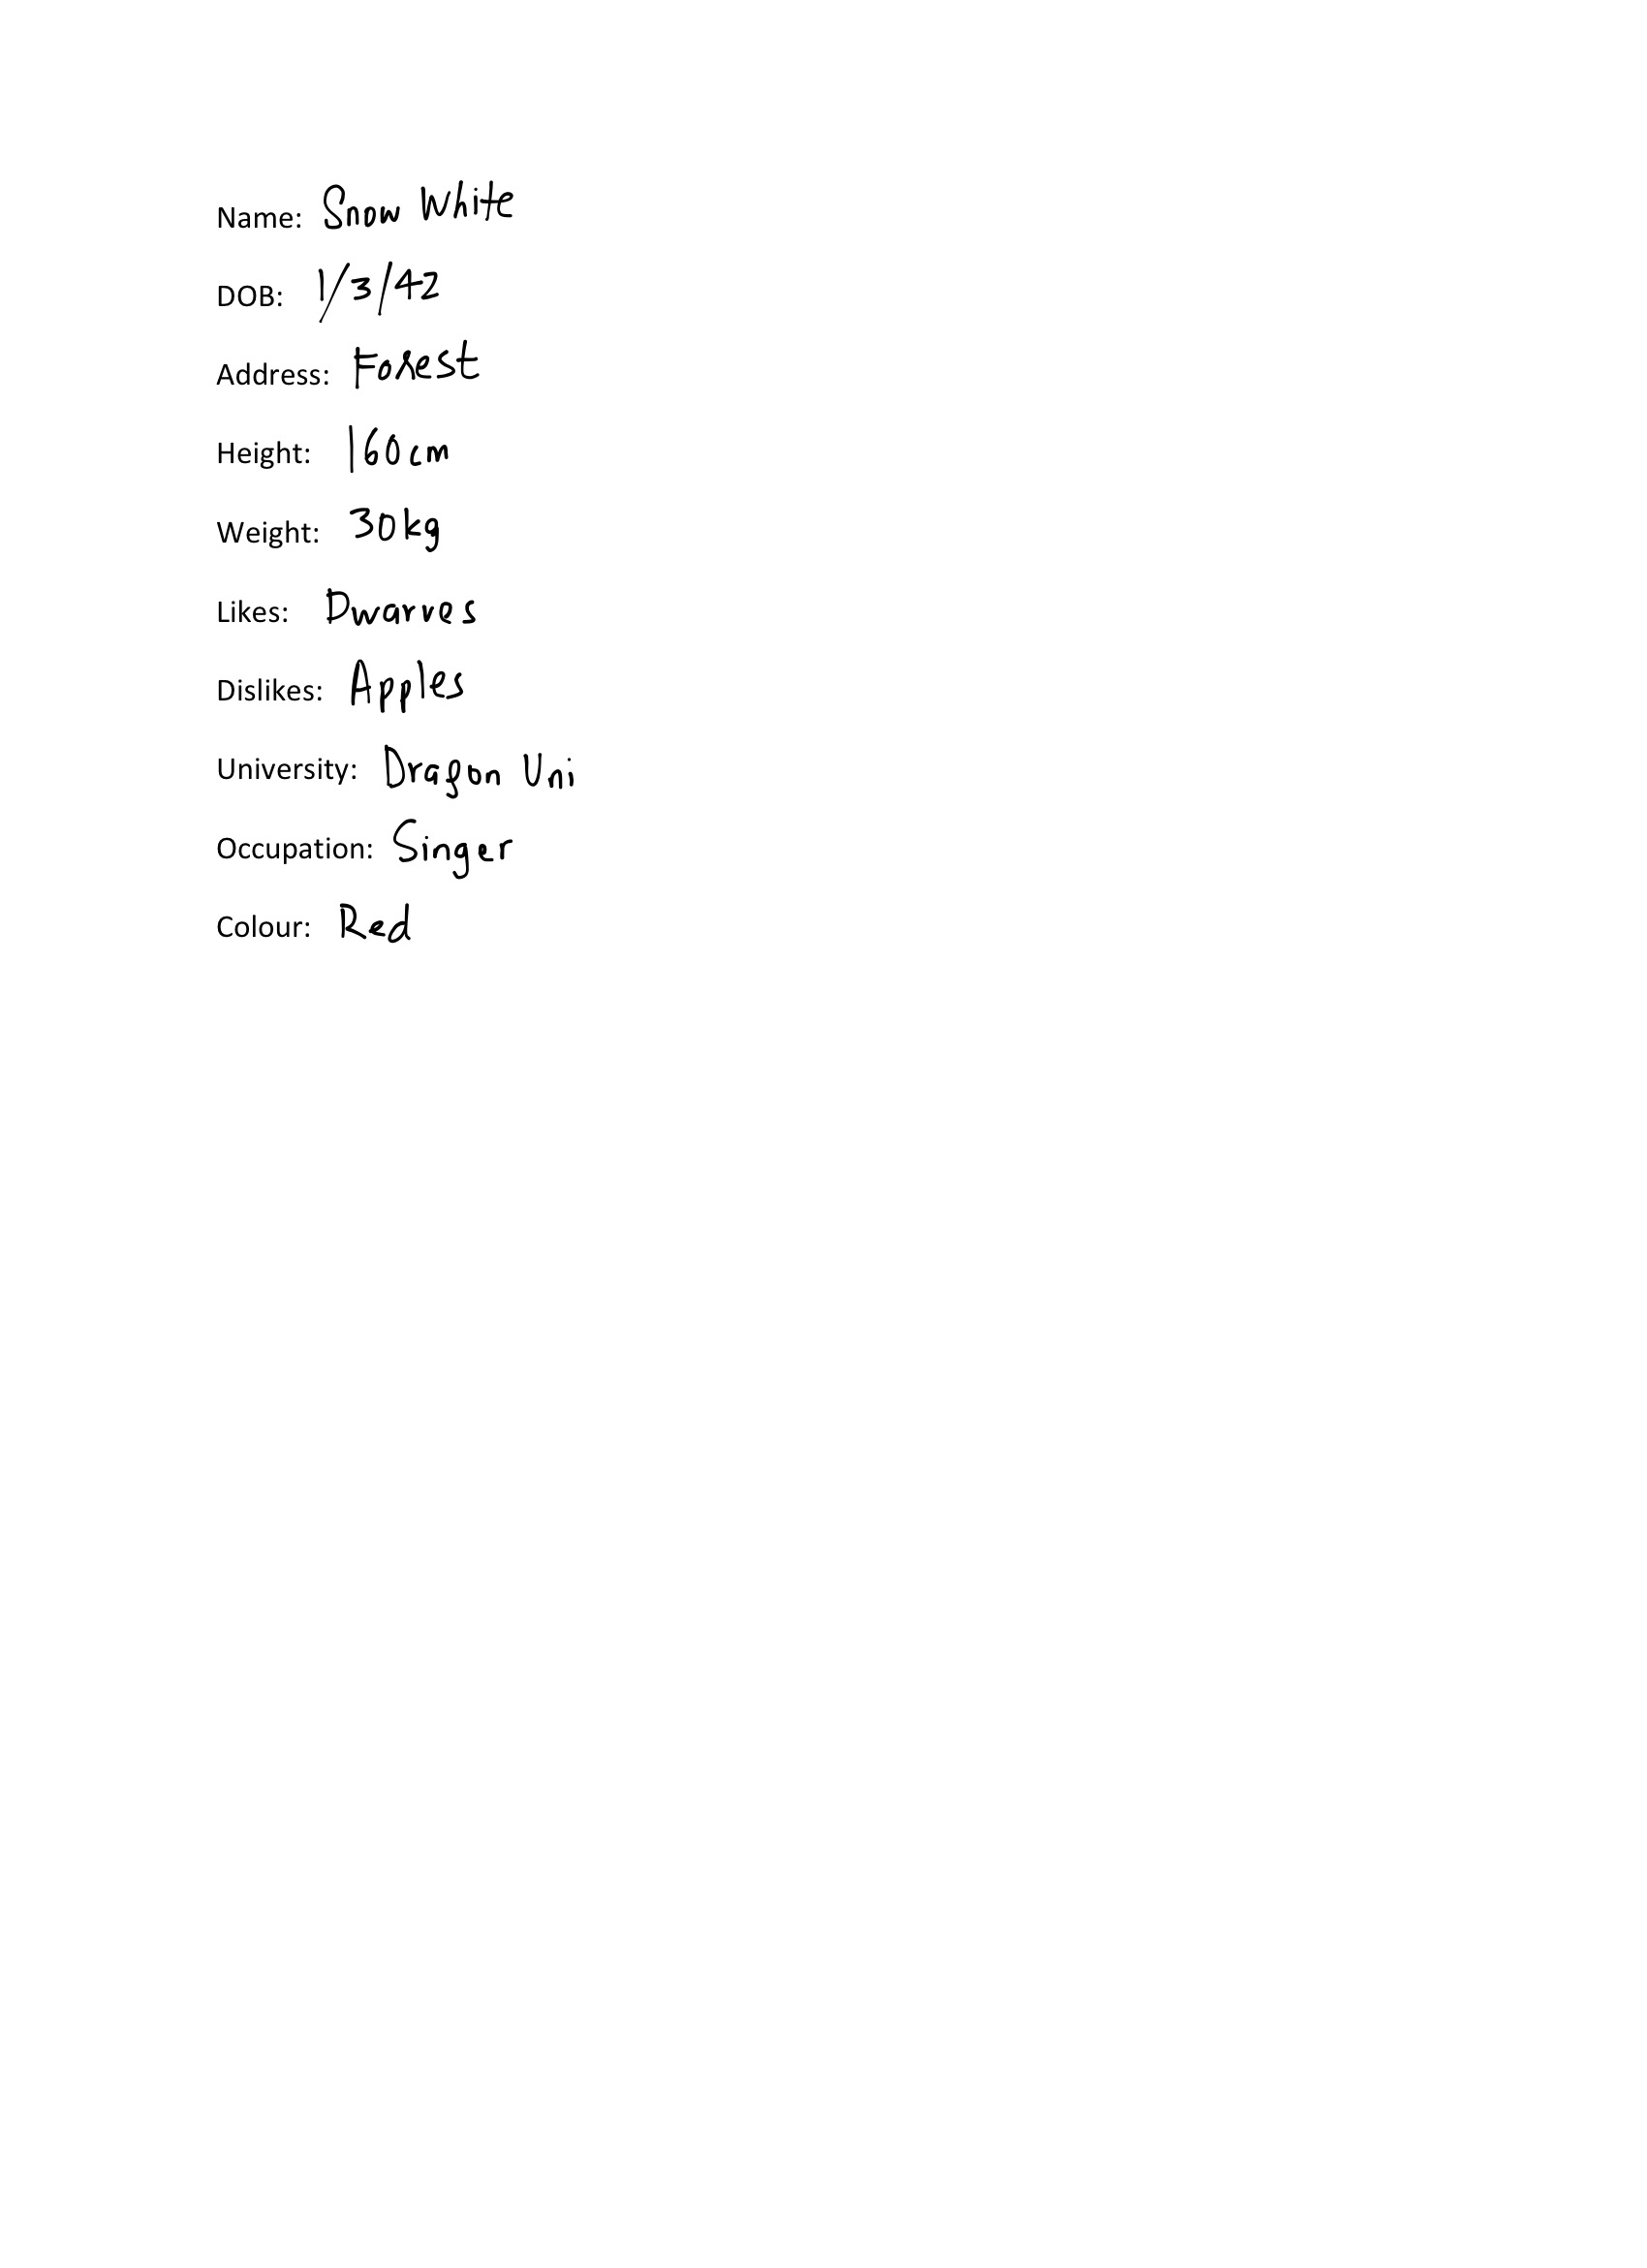 Name: Snow White
DOB: 1/3/42
Address: Forest
Height: 160cm
Weight: 30kg
Likes: Dwarves
Dislikes: Apples
University: Dragon Uni
Occupation: Singer
Colour: Red